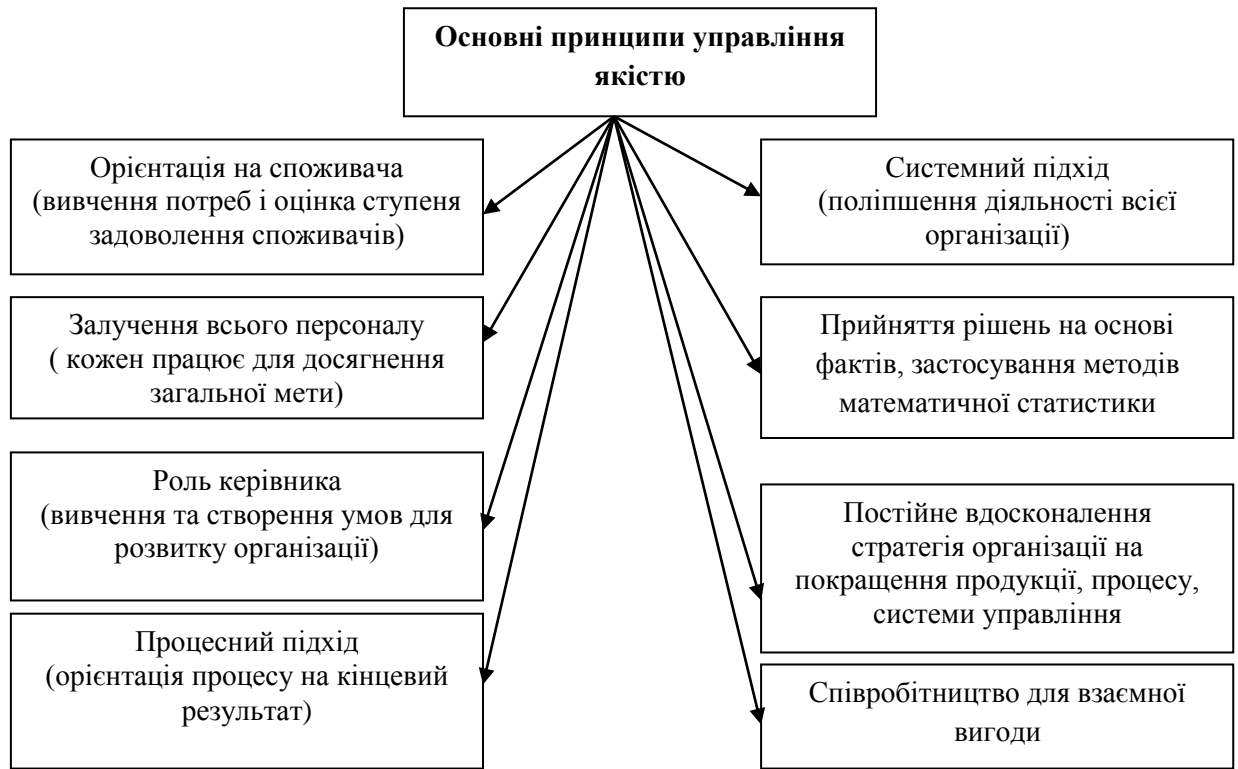 Основні принципи управління
якістю
Орієнтація на споживача
(вивчення потреб і оцінка ступеня
задоволення споживачів)
Залучення всього персоналу
( кожен працює для досягнення
загальної мети)
Роль керівника
(вивчення та створення умов для
розвитку організації)
Процесний підхід
(орієнтація процесу на кінцевий
результат)
Системний підхід
(поліпшення діяльності всієї
організації)
Прийняття рішень на основі
фактів, застосування методів
математичної статистики
Постійне вдосконалення
стратегія організації на
покращення продукції, процесу,
системи управління
Співробітництво для взаємної
вигоди